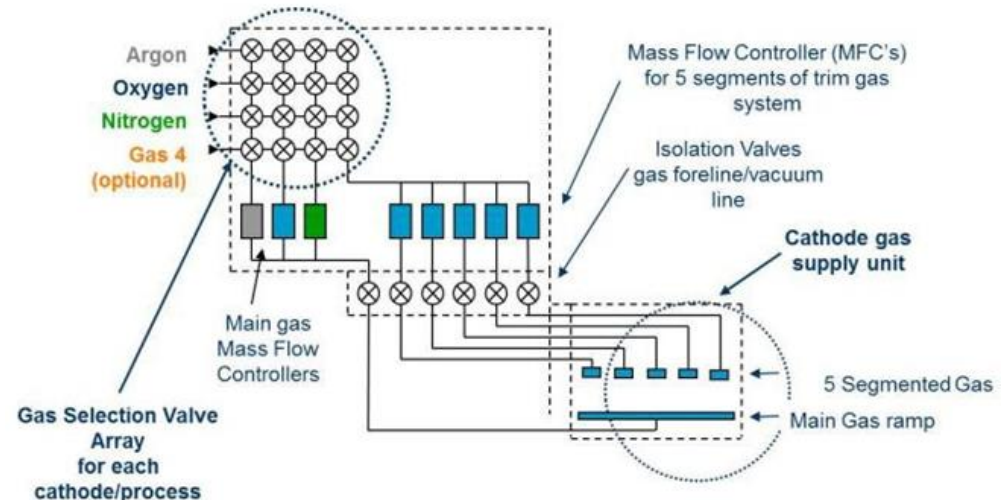 Argon
Oxygen
Nitrogen
Gas 4
(optional)
Mass Flow Controller (MFC's)
for 5 segments of trim gas
system
Isolation Valves
gas foreline/vacuum
line
Cathode gas
supply unit
Main gas
Mass Flow
Controllers
5 Segmented Gas
Main Gas ramp
Gas Selection Valve
Array
for each
cathode/process